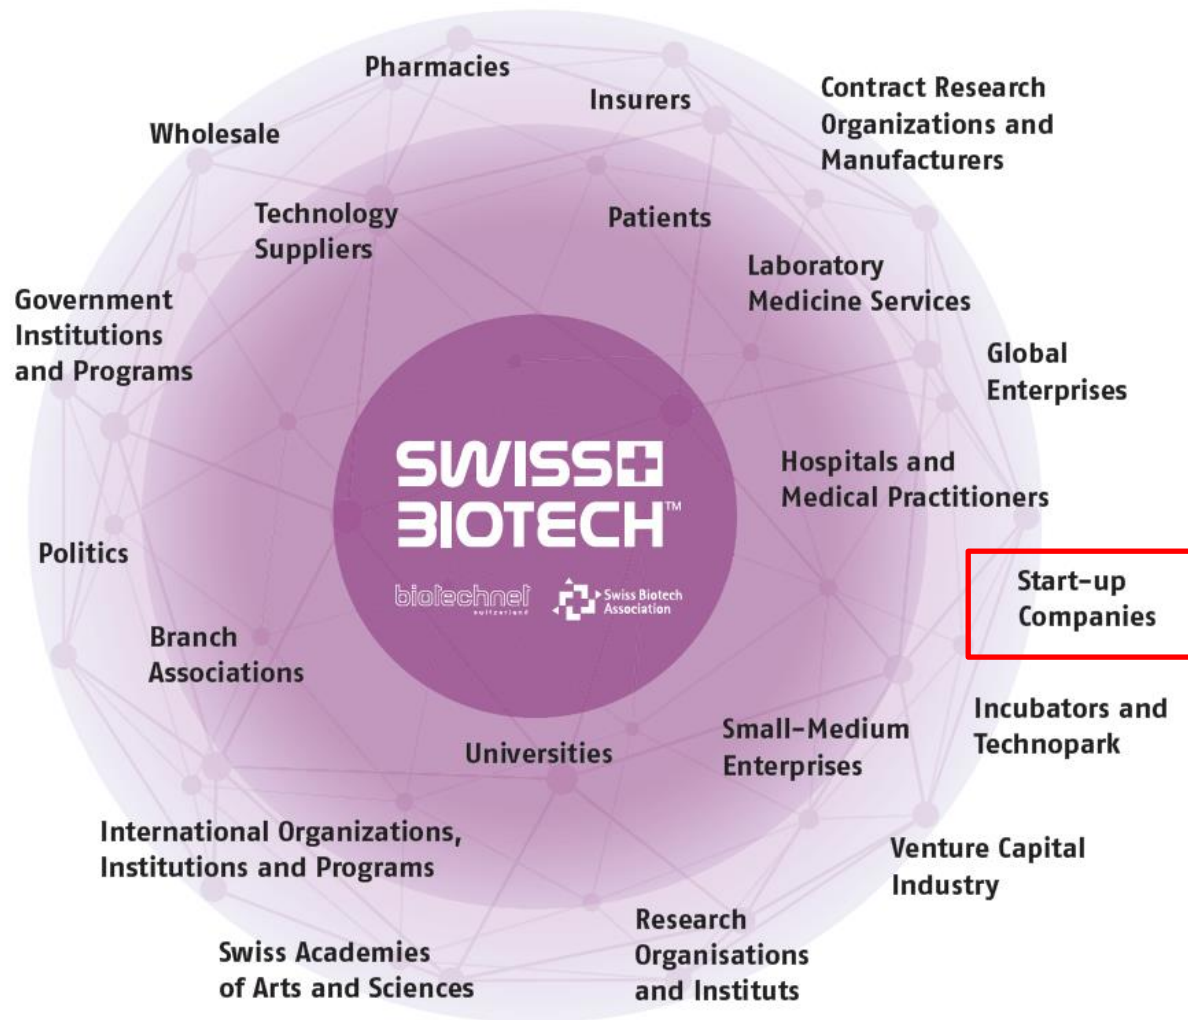 Pharmacies
Insurers
Contract Research
Organizations and
Manufacturers
Wholesale
Technology
Suppliers
Patients
Laboratory
Medicine Services
Government
Institutions
and Programs
Global
Enterprises
SWISS
BIOTECH™
biotechnet
switzerland
Swiss Biotech
Association
Hospitals and
Medical Practitioners
Politics
Start-up
Companies
Branch
Associations
Incubators and
Technopark
Universities
Small-Medium
Enterprises
International Organizations,
Institutions and Programs
Venture Capital
Industry
Swiss Academies
of Arts and Sciences
Research
Organisations
and Instituts